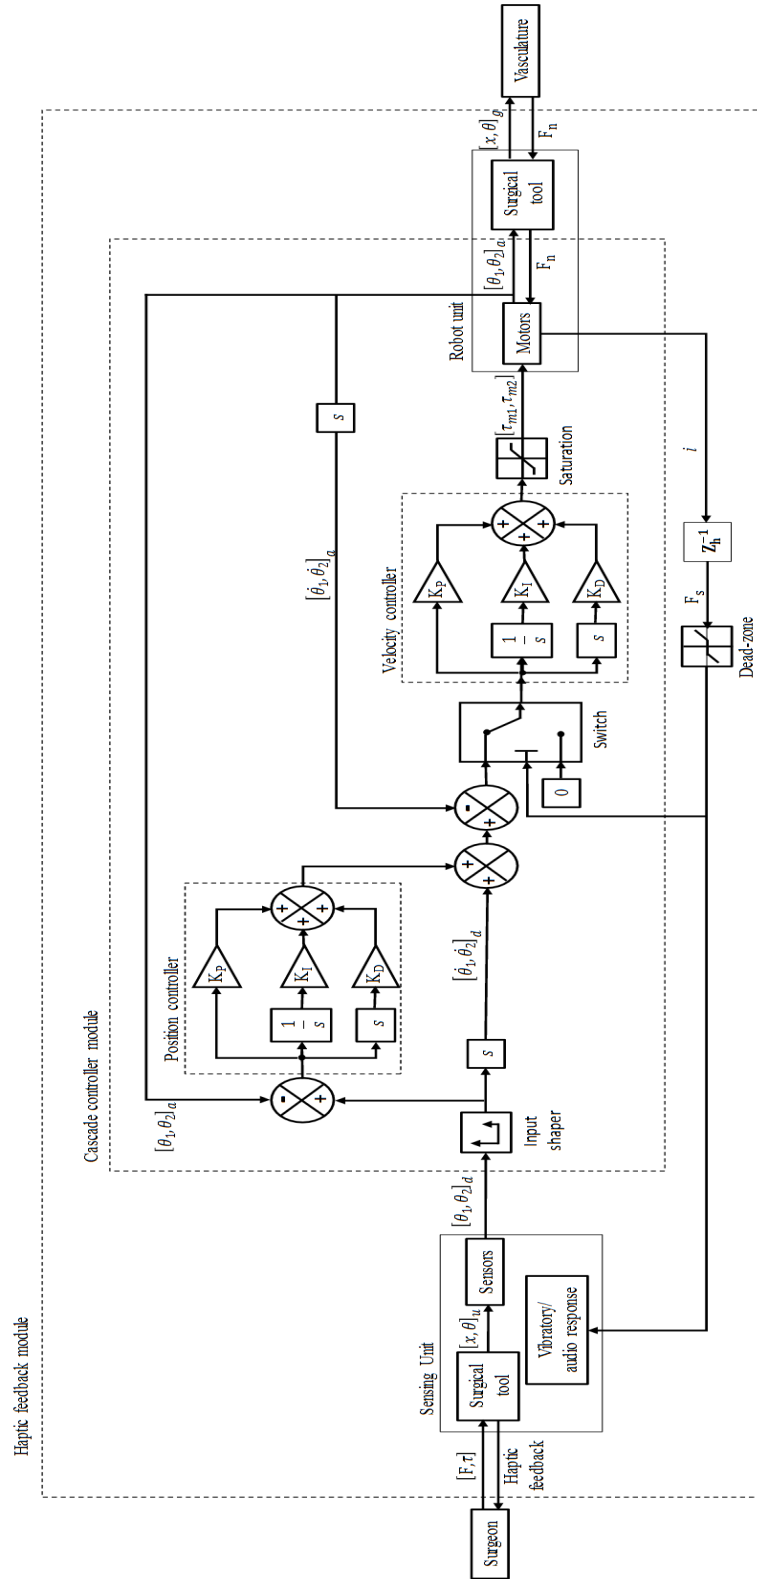 Haptic feedback module
Cascade controller module
Surgeon
[F,τ]
Haptic
feedback
Sensing Unit
Surgical
tool
[x, θ]u
Sensors
Vibratory/
audio response
[θ1, θ2]d
Input
shaper
s
[θ̇1, θ̇2]d
[θ1, θ2]a
-
+
Position controller
1
s
s
KP
KI
KD
+
+
+
+
+
-
+
0
Switch
[θ̇1, θ̇2]a
s
Velocity controller
1
s
s
KP
KI
KD
+
+
+
Saturation
[τm1, τm2]
Robot unit
Motors
[θ1, θ2]a
Fn
Surgical
tool
[x, θ]g
Fn
Vasculature
i
Zh−1
Fs
Dead-zone